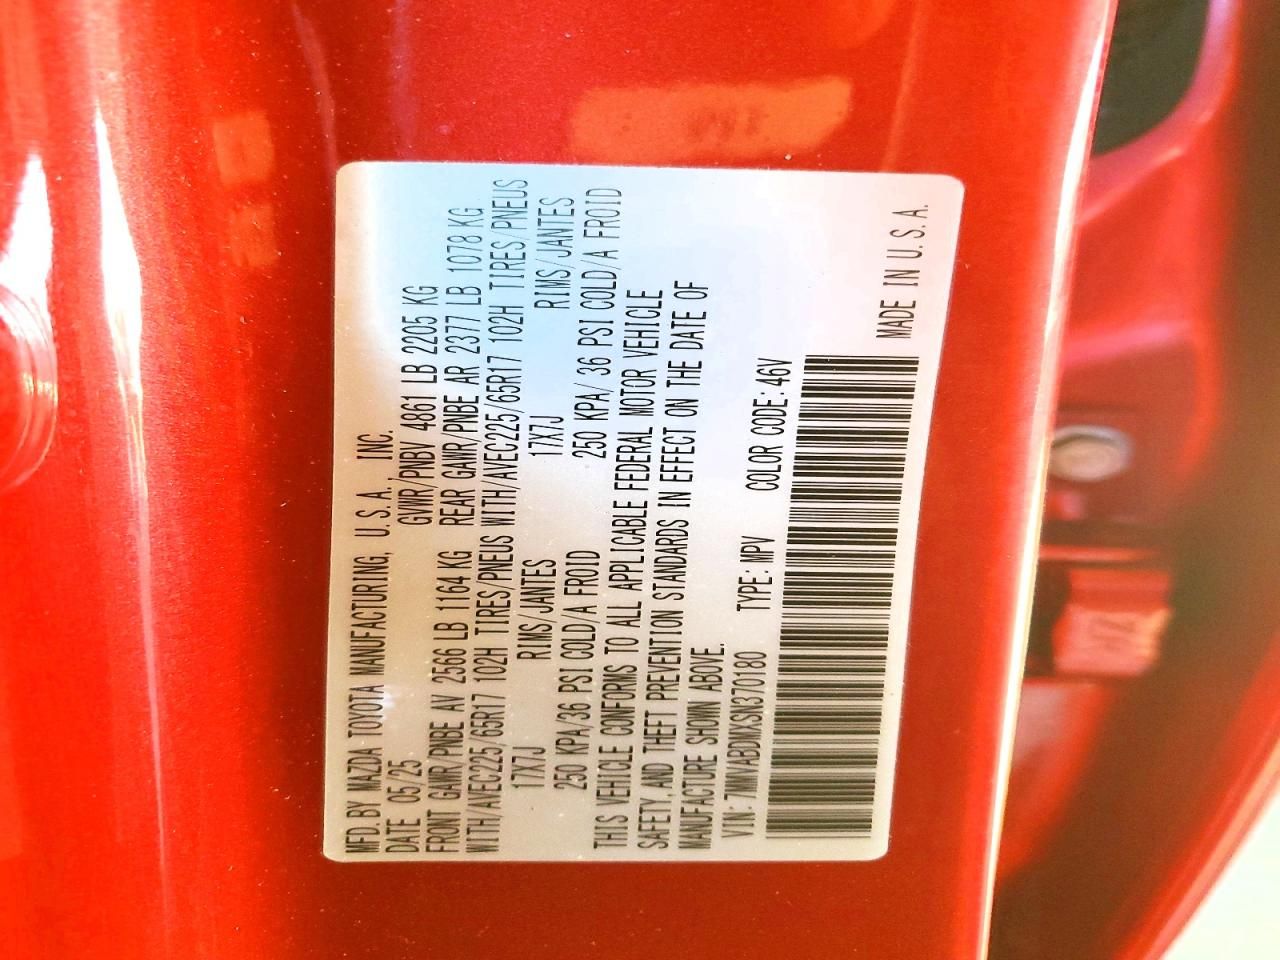 MFD. BY MAZDA TOYOTA MANUFACTURING, U.S.A., INC.
DATE 05/25 GVWR/PNBV 4861 LB 2205 KG
FRONT GAWR/PNBE AV 2566 LB 1164 KG REAR GAWR/PNBE AR 2377 LB 1078 KG
WITH/AVEC225/65R17 102H TIRES/PNEUS WITH/AVEC225/65R17 102H TIRES/PNEUS
17X7J RIMS/JANTES 17X7J RIMS/JANTES
250 KPA/36 PSI COLD/A FROID 250 KPA/ 36 PSI COLD/A FROID
THIS VEHICLE CONFORMS TO ALL APPLICABLE FEDERAL MOTOR VEHICLE
SAFETY,AND THEFT PREVENTION STANDARDS IN EFFECT ON THE DATE OF
MANUFACTURE SHOWN ABOVE.
VIN: 7MMVABDMXSN370180 TYPE: MPV COLOR CODE:46V
MADE IN U.S.A.